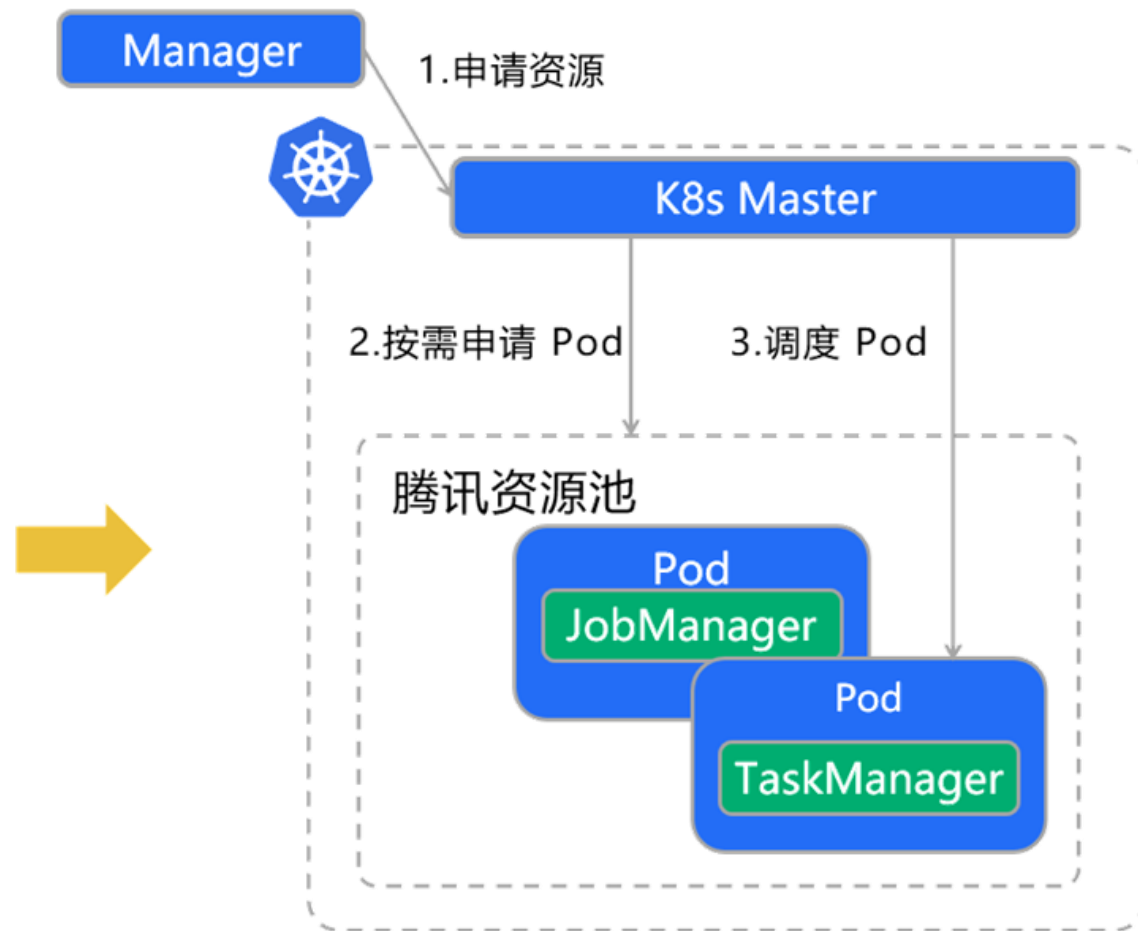 Manager
1.申请资源
K8s Master
2.按需申请 Pod
3.调度 Pod
腾讯资源池
Pod
JobManager
Pod
TaskManager